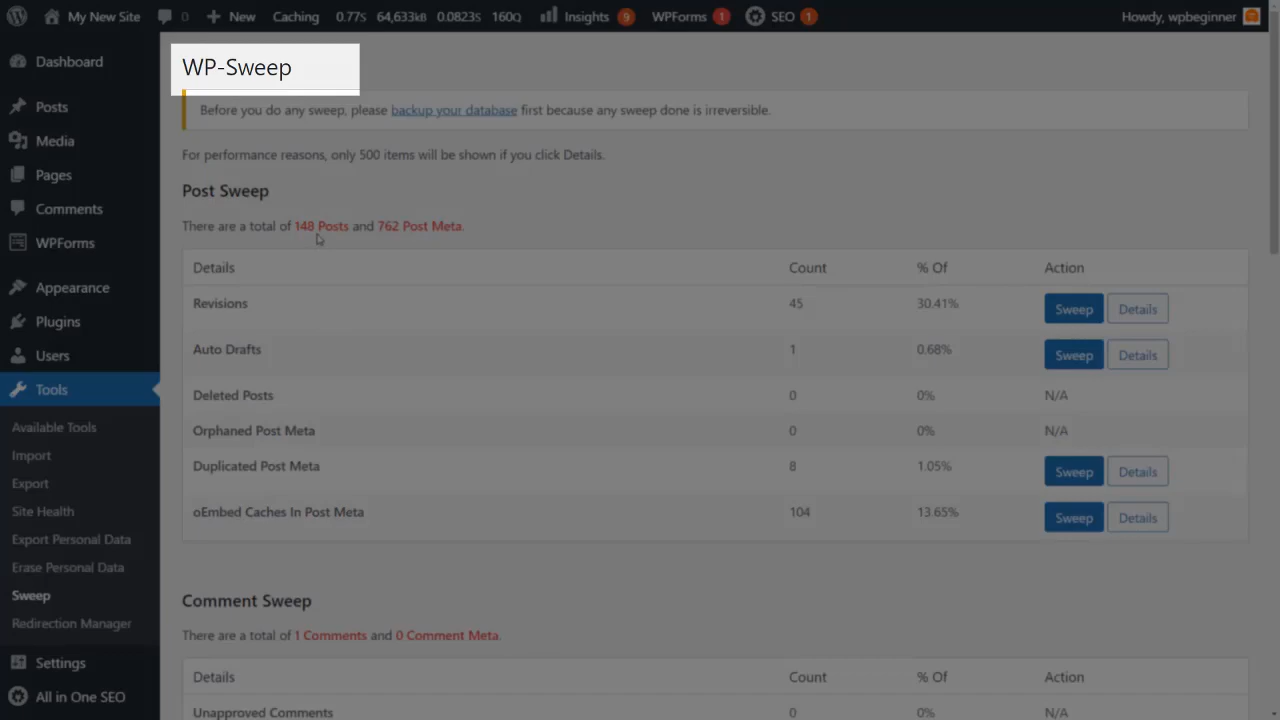 My New Site 0 New Caching 0.77s 64,633kB 0.0823s 160Q Insights 9 WPForms 1 SEO 1 Howdy, wpbeginner
Dashboard
Posts
Media
Pages
Comments
WPForms
Appearance
Plugins
Users
Tools
Available Tools
Import
Export
Site Health
Export Personal Data
Erase Personal Data
Sweep
Redirection Manager
Settings
All in One SEO
WP-Sweep
Before you do any sweep, please backup your database first because any sweep done is irreversible.
For performance reasons, only 500 items will be shown if you click Details.
Post Sweep
There are a total of 148 Posts and 762 Post Meta.
Details Count % Of Action
Revisions 45 30.41% Sweep Details
Auto Drafts 1 0.68% Sweep Details
Deleted Posts 0 0% N/A
Orphaned Post Meta 0 0% N/A
Duplicated Post Meta 8 1.05% Sweep Details
oEmbed Caches In Post Meta 104 13.65% Sweep Details
Comment Sweep
There are a total of 1 Comments and 0 Comment Meta.
Details Count % Of Action
Unapproved Comments 0 0% N/A